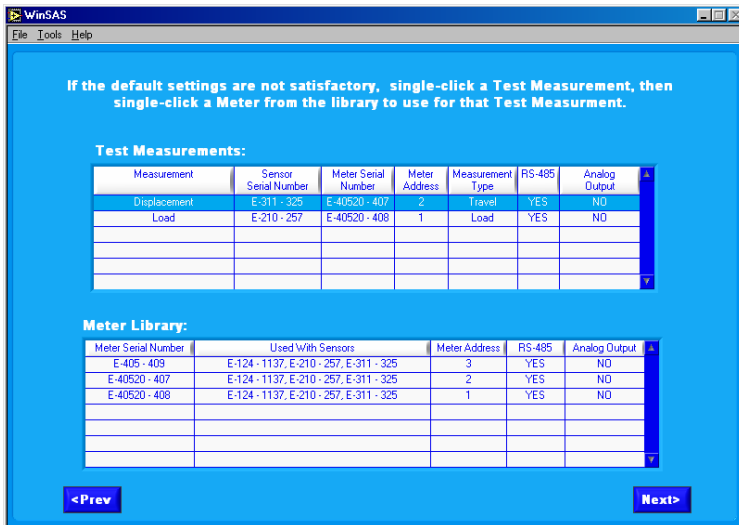 WinSAS
File Tools Help
If the default settings are not satisfactory, single-click a Test Measurement, then
single-click a Meter from the library to use for that Test Measurment.
Test Measurements:
Measurement Sensor Serial Number Meter Serial Number Meter Address Measurement Type RS-485 Analog Output
Displacement E-311 - 325 E-40520 - 407 2 Travel YES NO
Load E-210 - 257 E-40520 - 408 1 Load YES NO
Meter Library:
Meter Serial Number Used With Sensors Meter Address RS-485 Analog Output
E-405 - 409 E-124 - 1137, E-210 - 257, E-311 - 325 3 YES NO
E-40520 - 407 E-124 - 1137, E-210 - 257, E-311 - 325 2 YES NO
E-40520 - 408 E-124 - 1137, E-210 - 257, E-311 - 325 1 YES NO
<Prev Next>